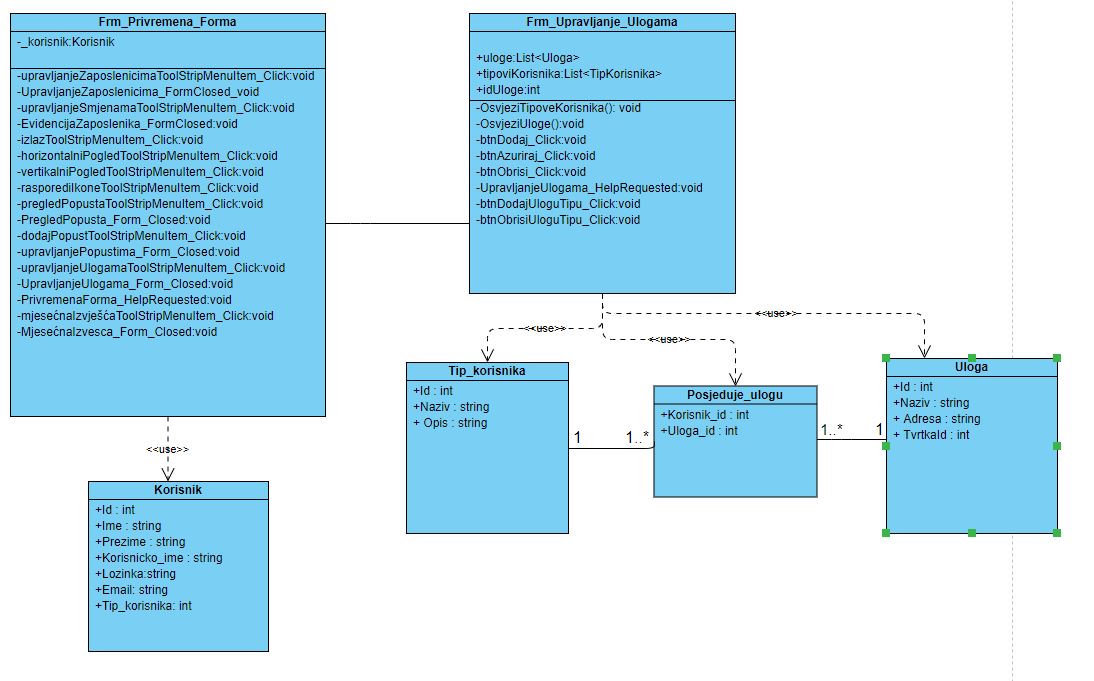 Frm_Privremena_Forma
-_korisnik:Korisnik
-upravljanjeZaposlenicimaToolStripMenuItem_Click:void
-UpravljanjeZaposlenicima_FormClosed_void
-upravljanjeSmjenamaToolStripMenuItem_Click:void
-EvidencijaZaposlenika_FormClosed:void
-izlazToolStripMenuItem_Click:void
-horizontalniPogledToolStripMenuItem_Click:void
-vertikalniPogledToolStripMenuItem_Click:void
-rasporediIkoneToolStripMenuItem_Click:void
-pregledPopustaToolStripMenuItem_Click:void
-PregledPopusta_Form_Closed:void
-dodajPopustToolStripMenuItem_Click:void
-upravljanjePopustima_Form_Closed:void
-upravljanjeUlogamaToolStripMenuItem_Click:void
-UpravljanjeUlogama_Form_Closed:void
-PrivremenaForma_HelpRequested:void
-mjesečnaIzvješćaToolStripMenuItem_Click:void
-MjesečnaIzvesca_Form_Closed:void
Frm_Upravljanje_Ulogama
+uloge:List<Uloga>
+tipoviKorisnika:List<TipKorisnika>
+idUloge:int
-OsvjeziTipoveKorisnika(): void
-OsvjeziUloge():void
-btnDodaj_Click:void
-btnAzuriraj_Click:void
-btnObrisi_Click:void
-UpravljanjeUlogama_HelpRequested:void
-btnDodajUloguTipu_Click:void
-btnObrisiUloguTipu_Click:void
<<use>>
<<use>>
<<use>>
<<use>>
Tip_korisnika
+Id : int
+Naziv : string
+ Opis : string
1
1..*
Posjeduje_ulogu
+Korisnik_id : int
+Uloga_id : int
1..*
1
Uloga
+Id : int
+Naziv : string
+ Adresa : string
+ TvrtkaId : int
Korisnik
+Id : int
+Ime : string
+Prezime : string
+Korisnicko_ime : string
+Lozinka:string
+Email: string
+Tip_korisnika: int